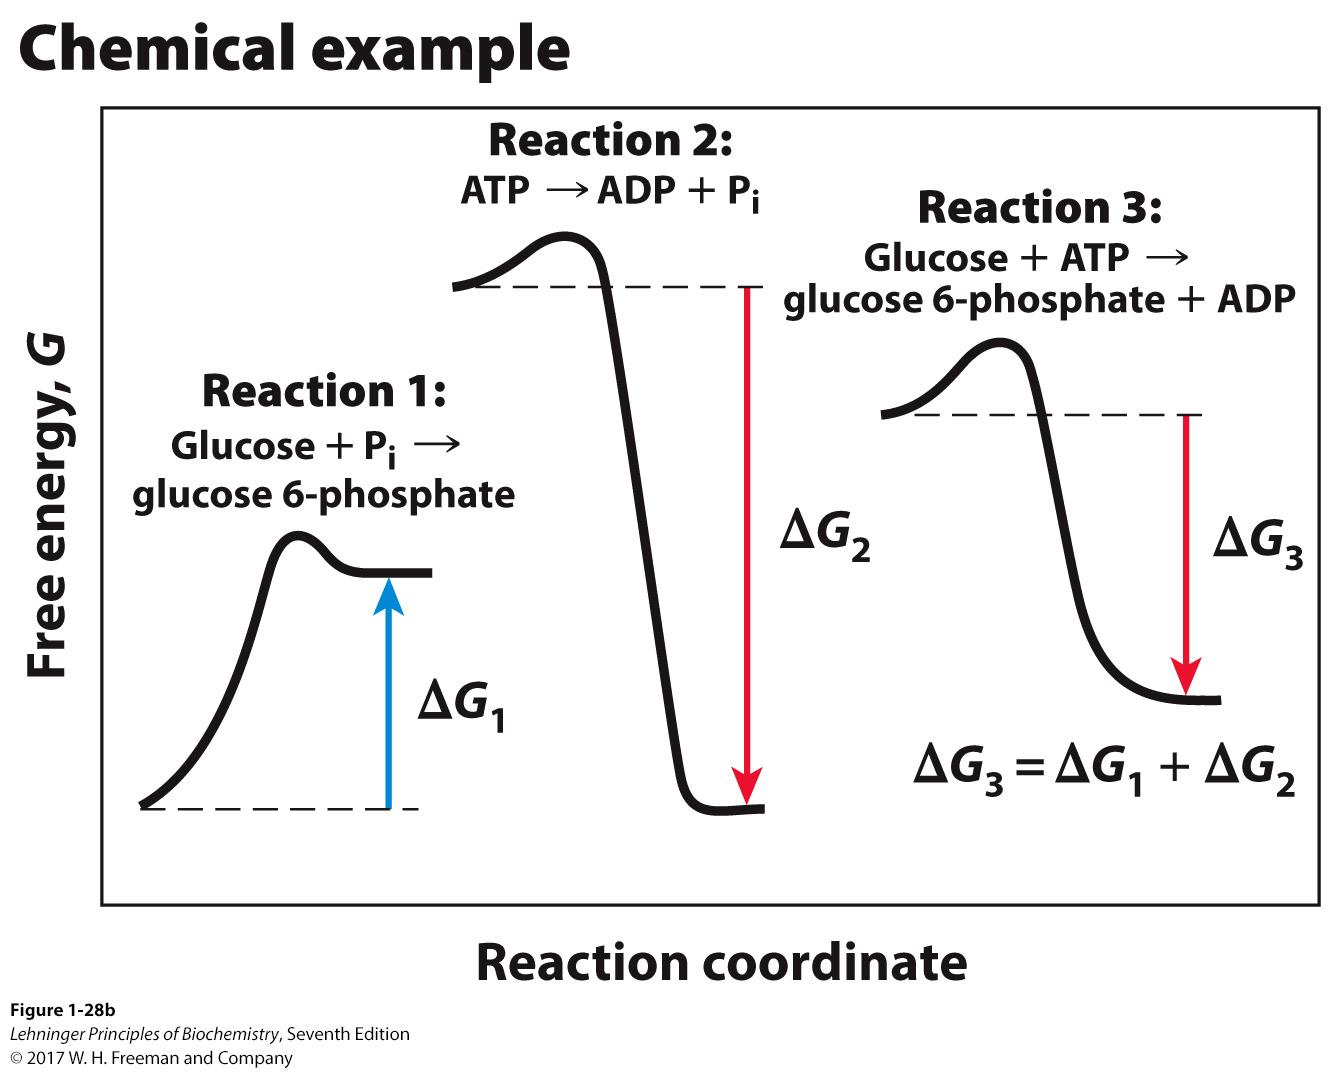 Chemical example
Reaction 2:
ATP → ADP + Pi
Reaction 3:
Glucose + ATP →
glucose 6-phosphate + ADP
Reaction 1:
Glucose + Pi →
glucose 6-phosphate
ΔG1
ΔG2
ΔG3
ΔG3 = ΔG1 + ΔG2
Free energy, G
Reaction coordinate
Figure 1-28b
Lehninger Principles of Biochemistry, Seventh Edition
© 2017 W. H. Freeman and Company